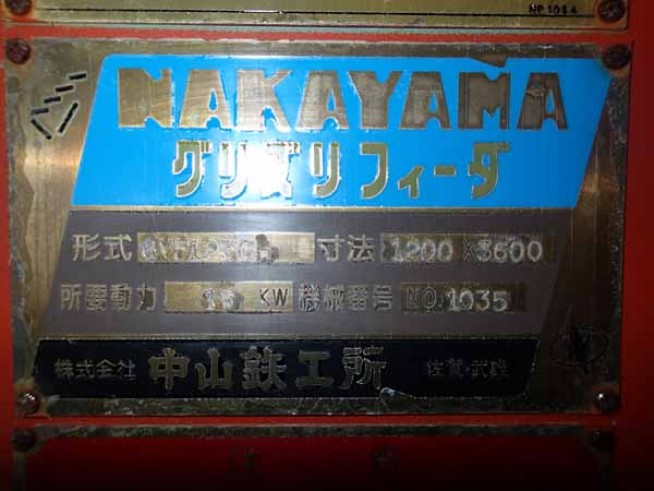 NP108A
NAKAYAMA
グリズリフィーダ
形式 寸法 1200×3600
所要動力 15 KW 機械番号 NO.1035
株式会社 中山鉄工所 佐賀・武雄